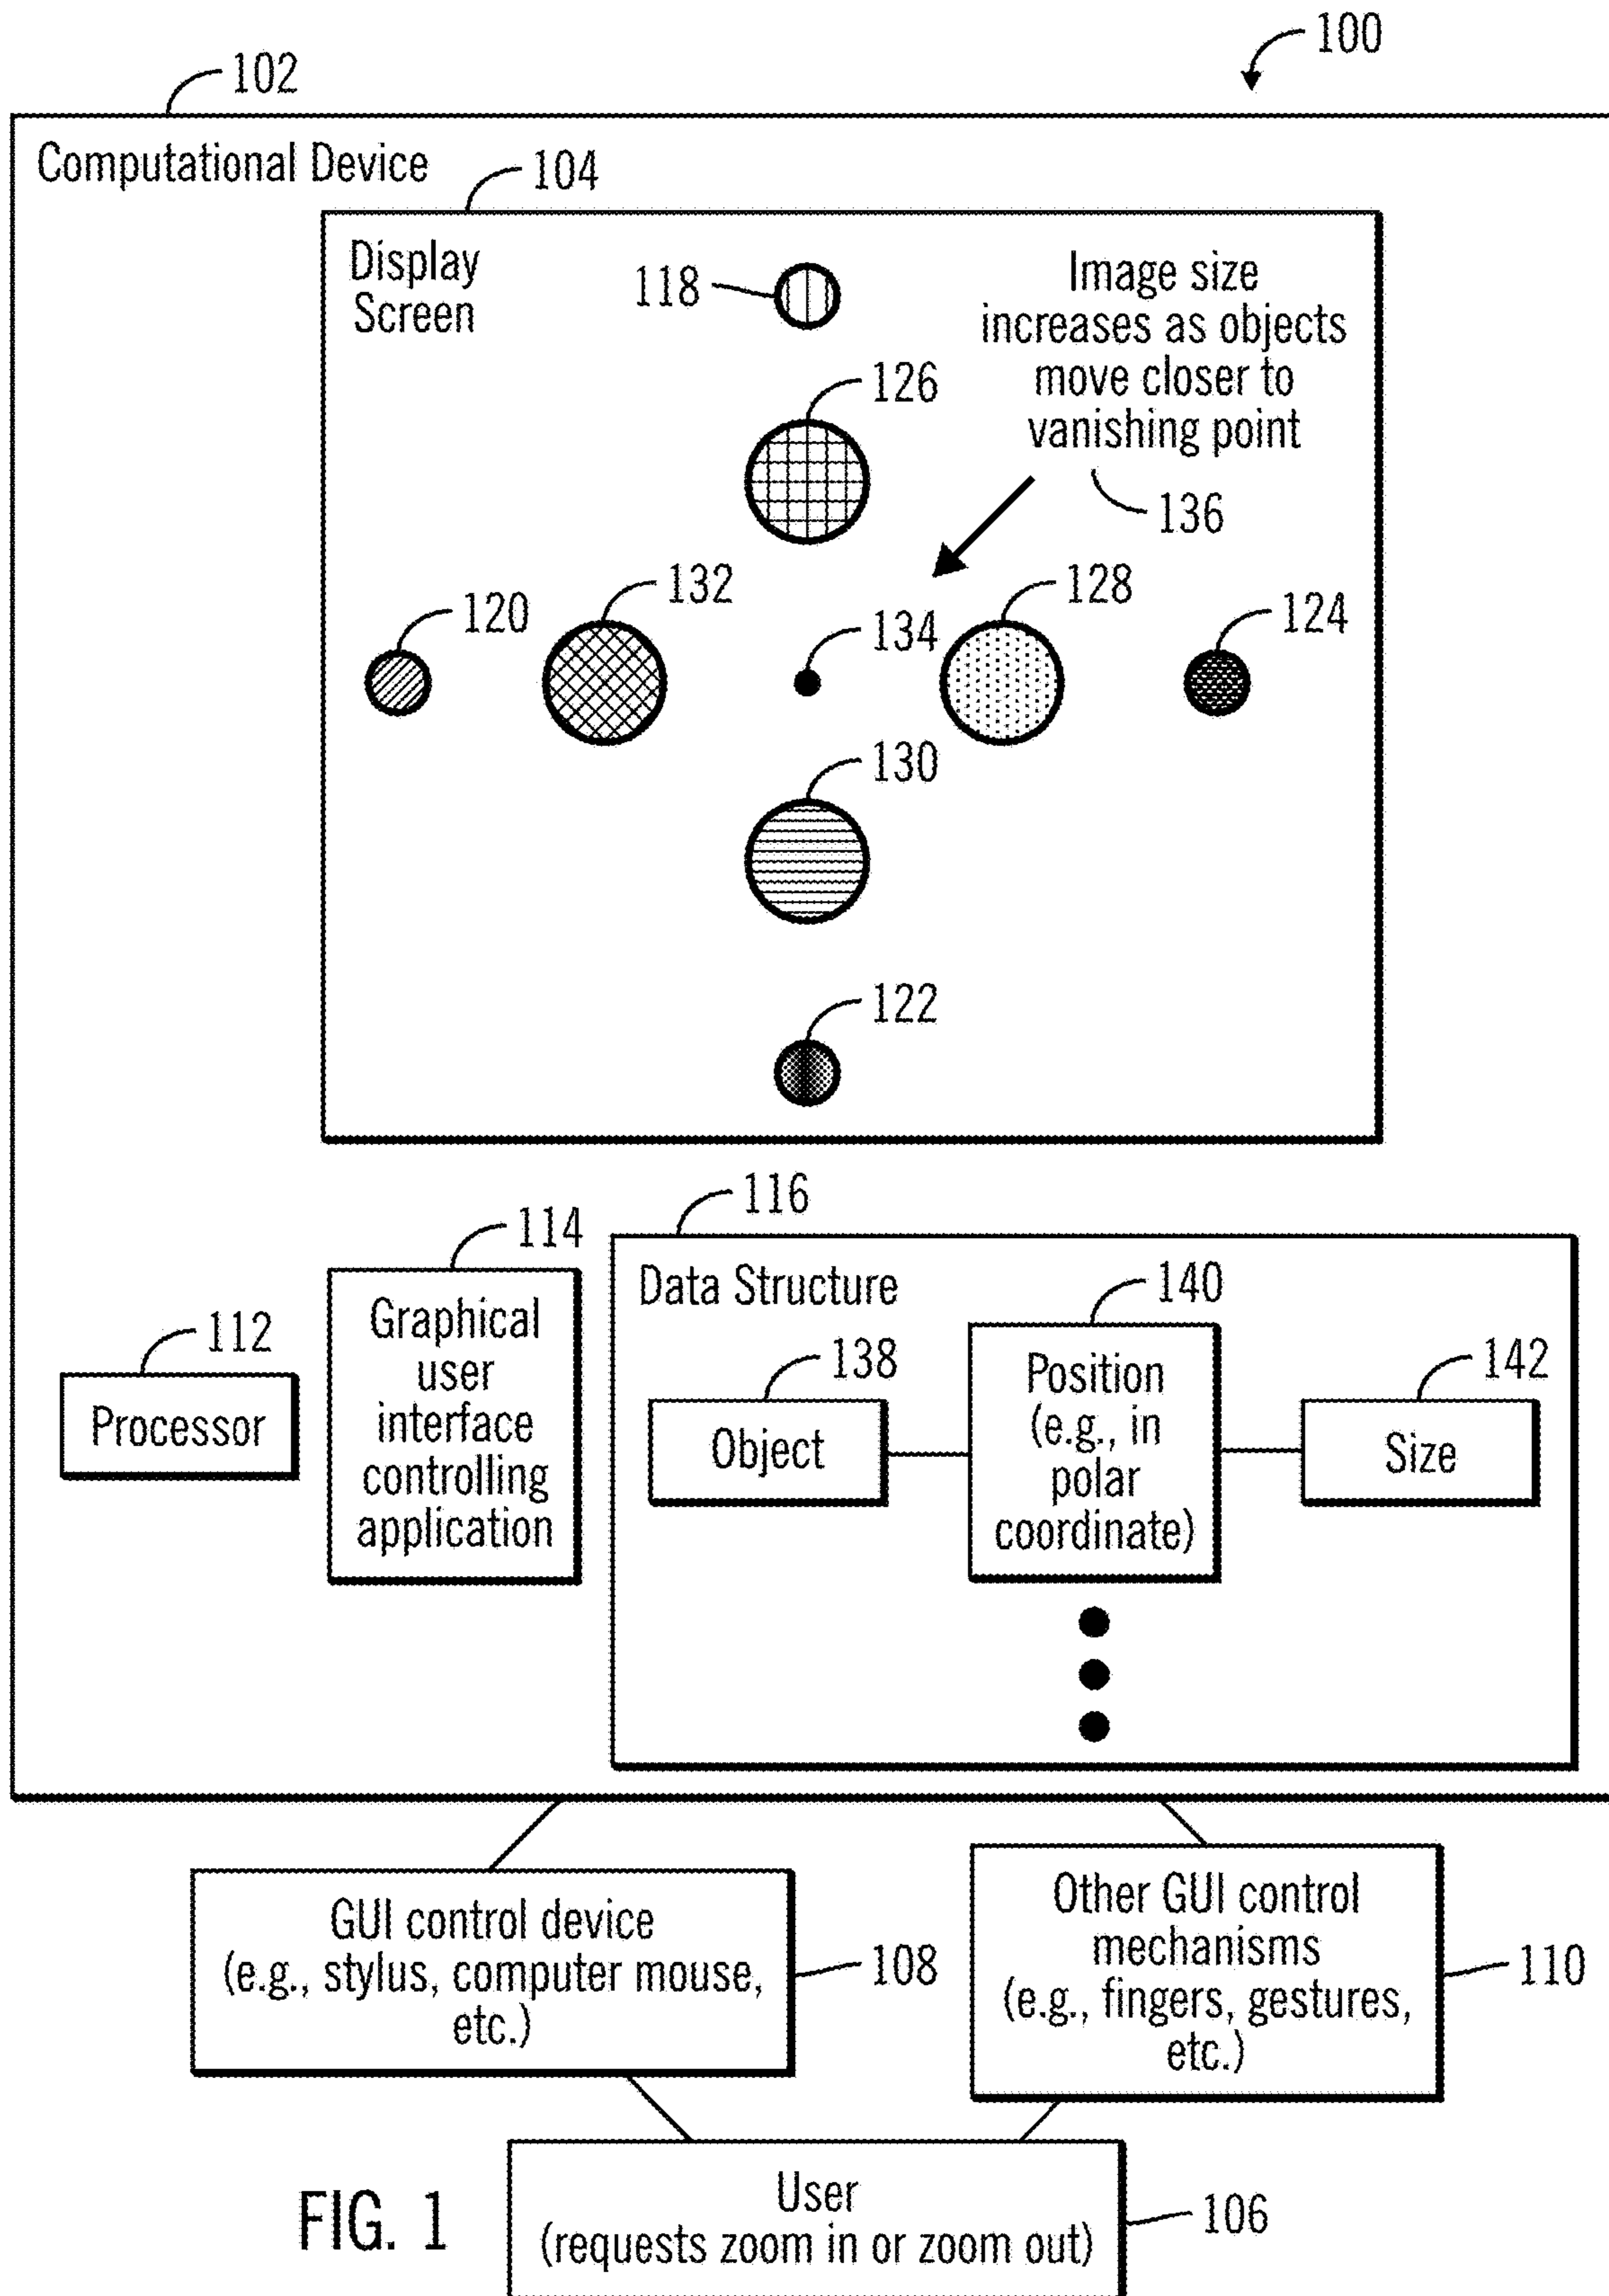 100
102
Computational Device
104
Display
Screen
118
Image size
increases as objects
move closer to
vanishing point
126
136
120
132
134
128
124
130
122
116
114
Data Structure
140
Graphical
user
interface
controlling
application
112
Processor
138
Object
Position
(e.g., in
polar
coordinate)
142
Size
GUI control device
(e.g., stylus, computer mouse,
etc.)
108
Other GUI control
mechanisms
(e.g., fingers, gestures,
etc.)
110
User
(requests zoom in or zoom out)
106
FIG. 1